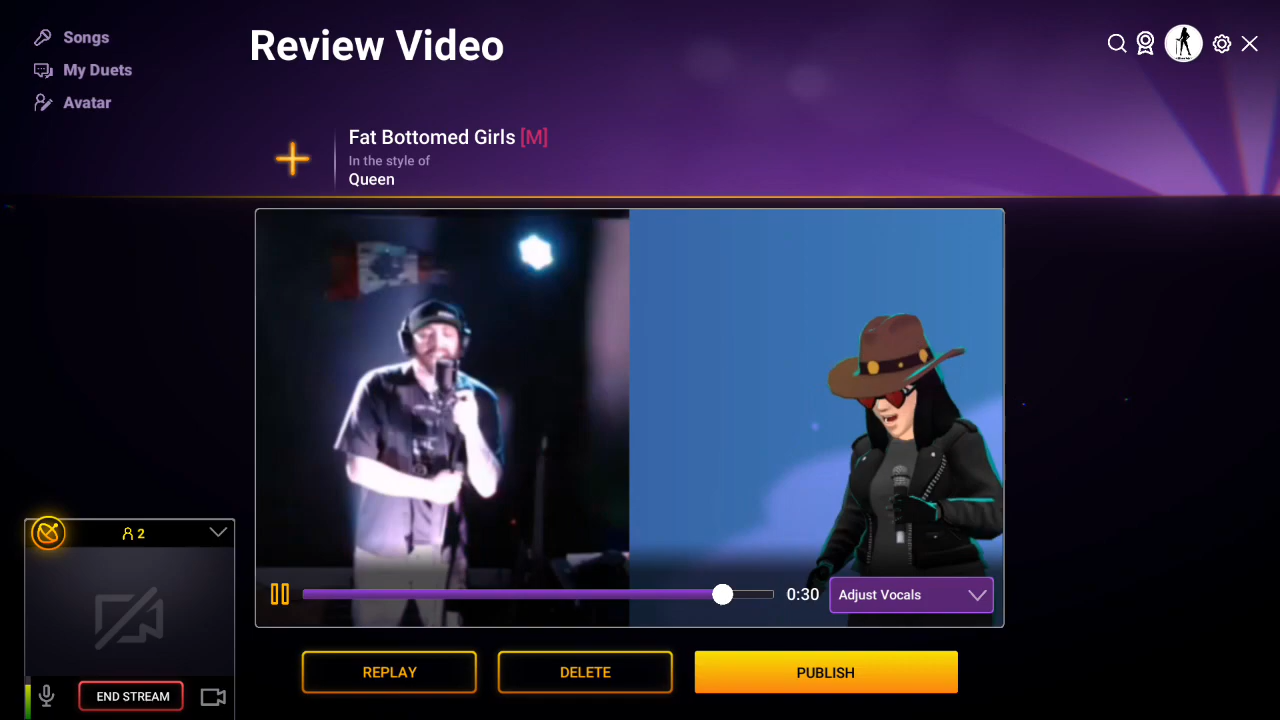 Songs
My Duets
Avatar
Review Video
Fat Bottomed Girls [M]
In the style of
Queen
0:30
Adjust Vocals
REPLAY
DELETE
PUBLISH
2
END STREAM